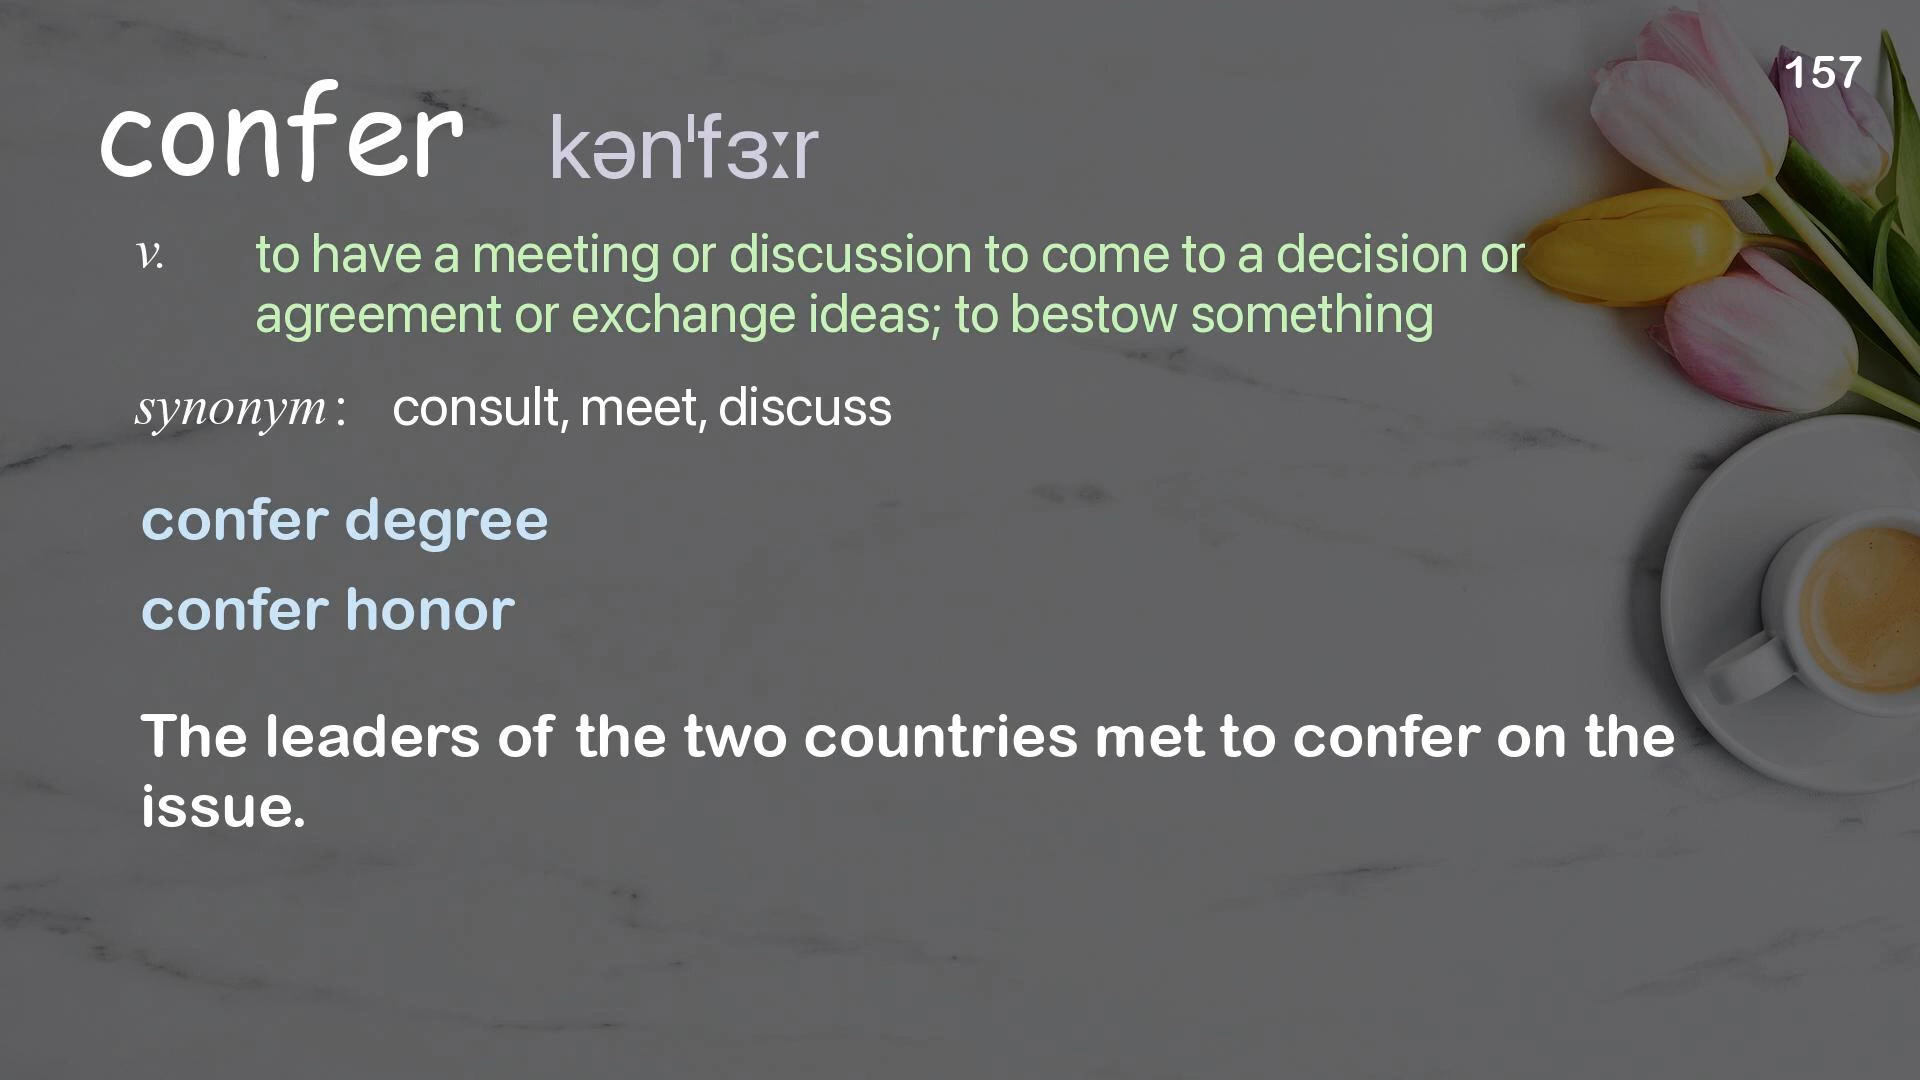 157
confer kənˈfɜːr
v. to have a meeting or discussion to come to a decision or
agreement or exchange ideas; to bestow something
synonym : consult, meet, discuss
confer degree
confer honor
The leaders of the two countries met to confer on the
issue.